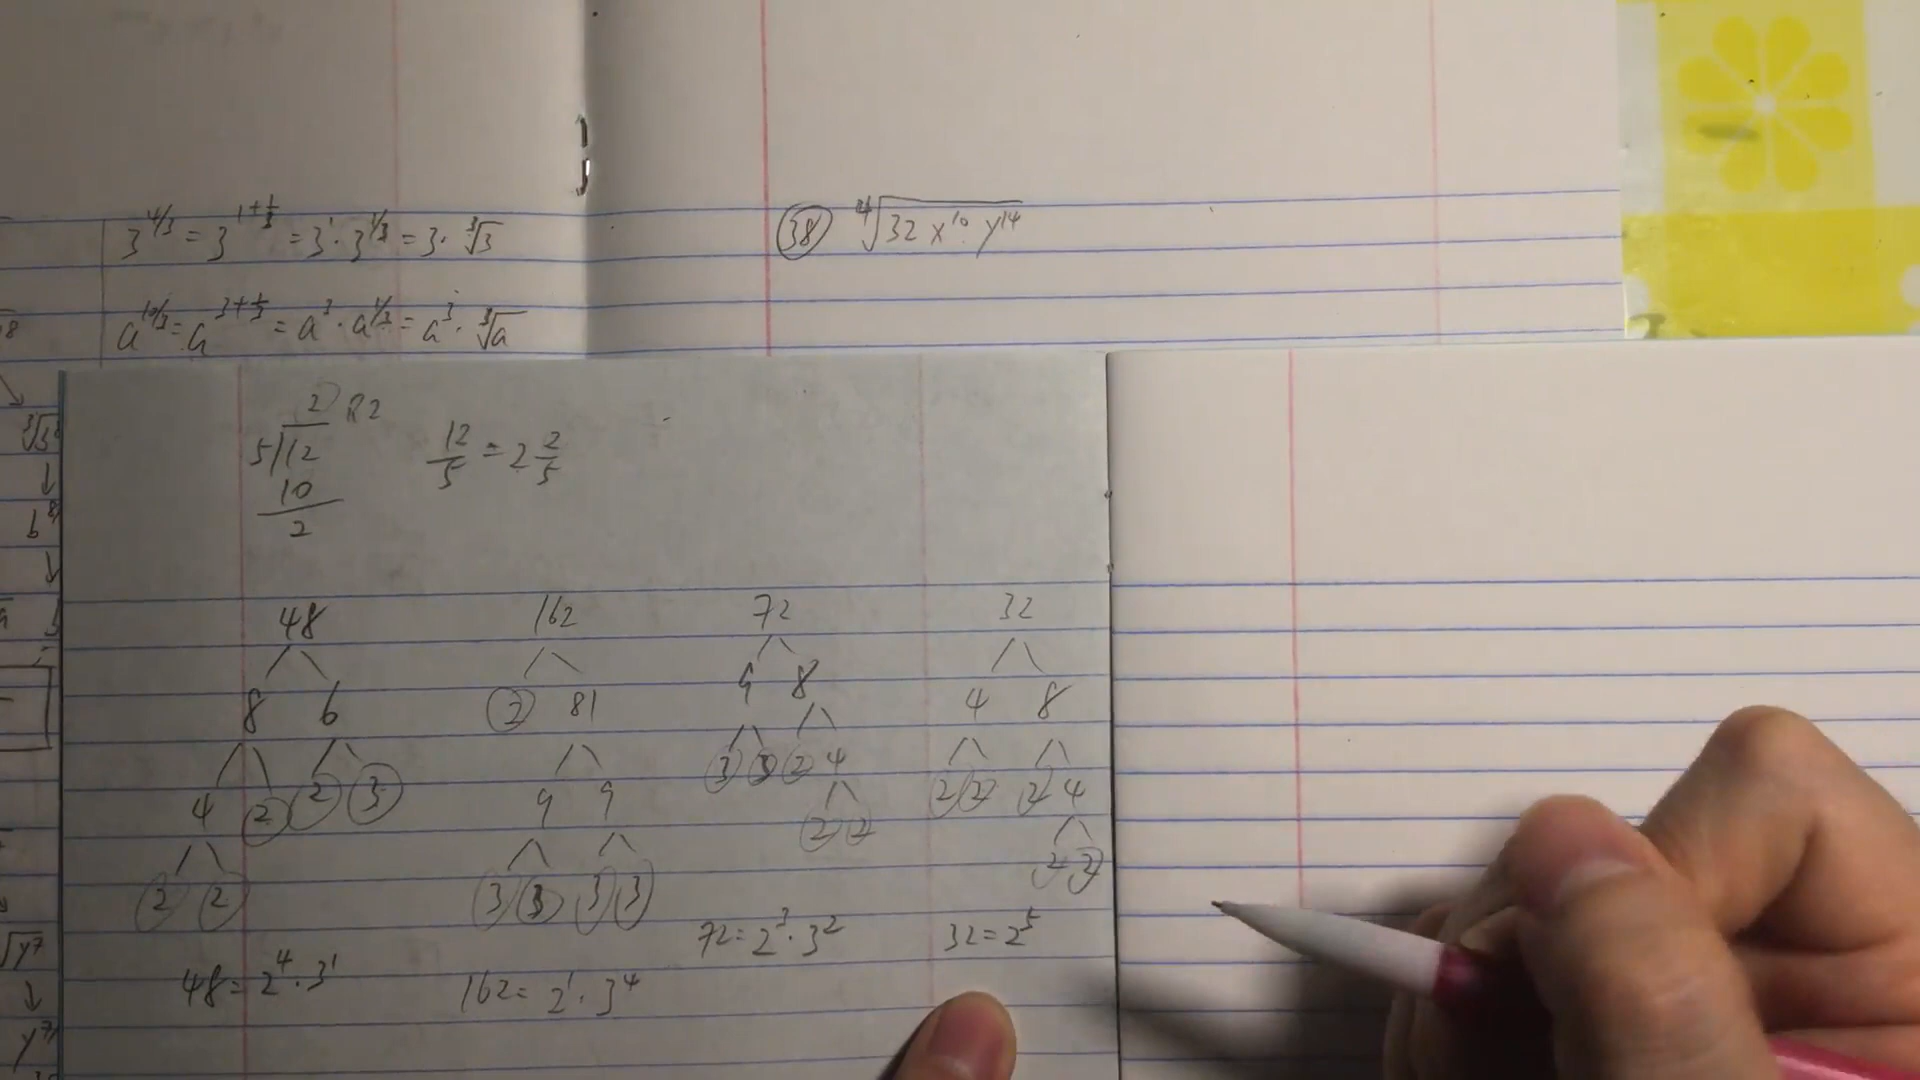 3^{4/3} = 3^{1+1/3} = 3^1 · 3^{1/3} = 3 · ∛3
a^{10/3} = a^{3+1/3} = a^3 · a^{1/3} = a^3 · ∛a
(38) ∜(32 x^{10} y^{14})
2 R2
5)12
10
2
12/5 = 2 2/5
48
8 6
4 2 2 3
2 2
48 = 2^4 · 3^1
162
2 81
9 9
3 3 3 3
162 = 2^1 · 3^4
72
9 8
3 3 2 4
2 2
72 = 2^3 · 3^2
32
4 8
2 2 2 4
2 2
32 = 2^5
b^8
√y^7
y^7